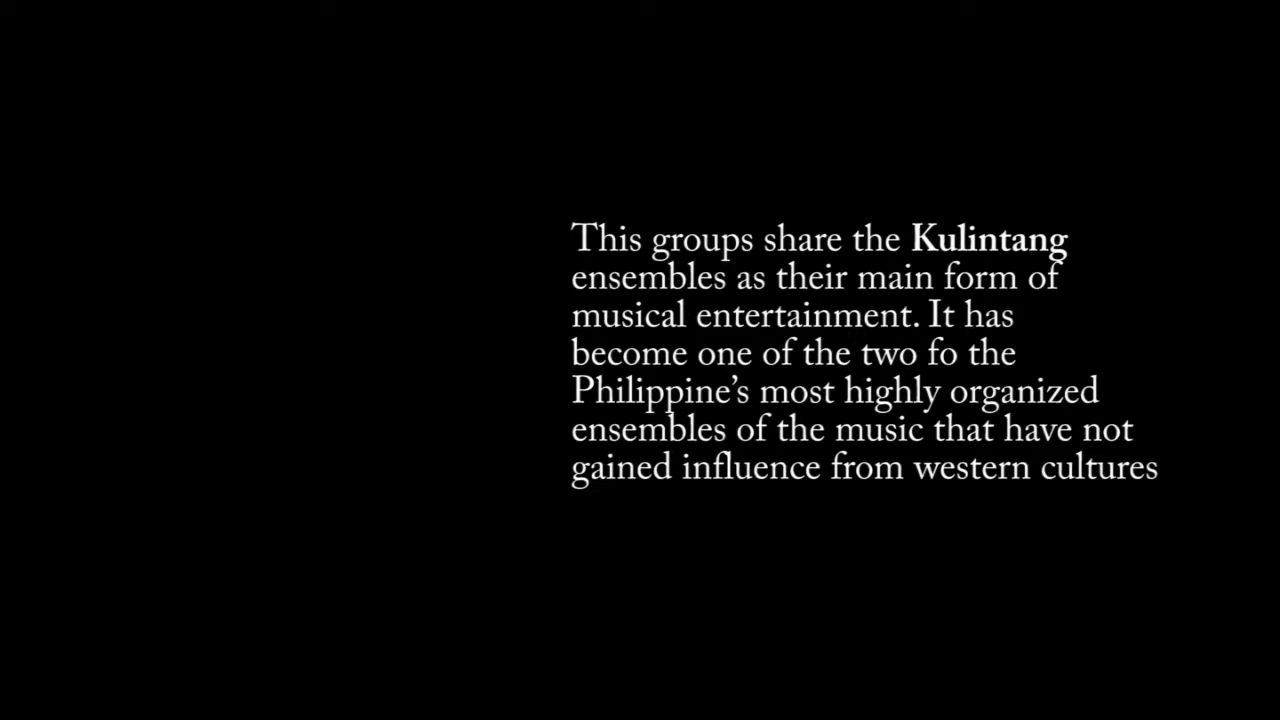 This groups share the Kulintang
ensembles as their main form of
musical entertainment. It has
become one of the two fo the
Philippine’s most highly organized
ensembles of the music that have not
gained influence from western cultures